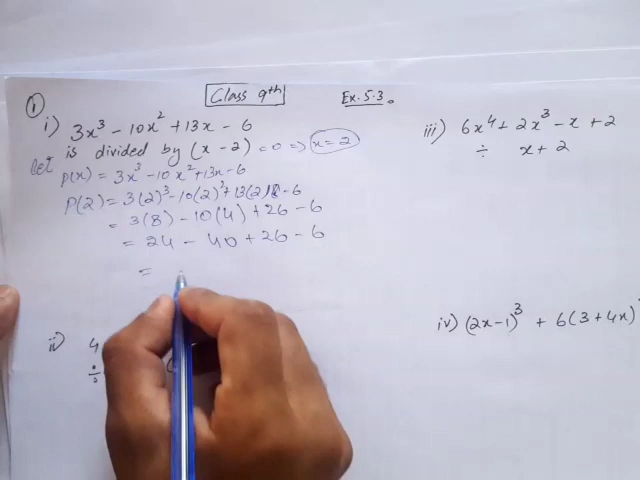 Class 9th
Ex. 5.3.
①
i) 3x³ - 10x² + 13x - 6
is divided by (x - 2) = 0 ⇒ x = 2
let
p(x) = 3x³ - 10x² + 13x - 6
P(2) = 3(2)³ - 10(2)² + 13(2) - 6
= 3(8) - 10(4) + 26 - 6
= 24 - 40 + 26 - 6
=
ii) 4
÷
iii) 6x⁴ + 2x³ - x + 2
÷ x + 2
iv) (2x - 1)³ + 6(3 + 4x)